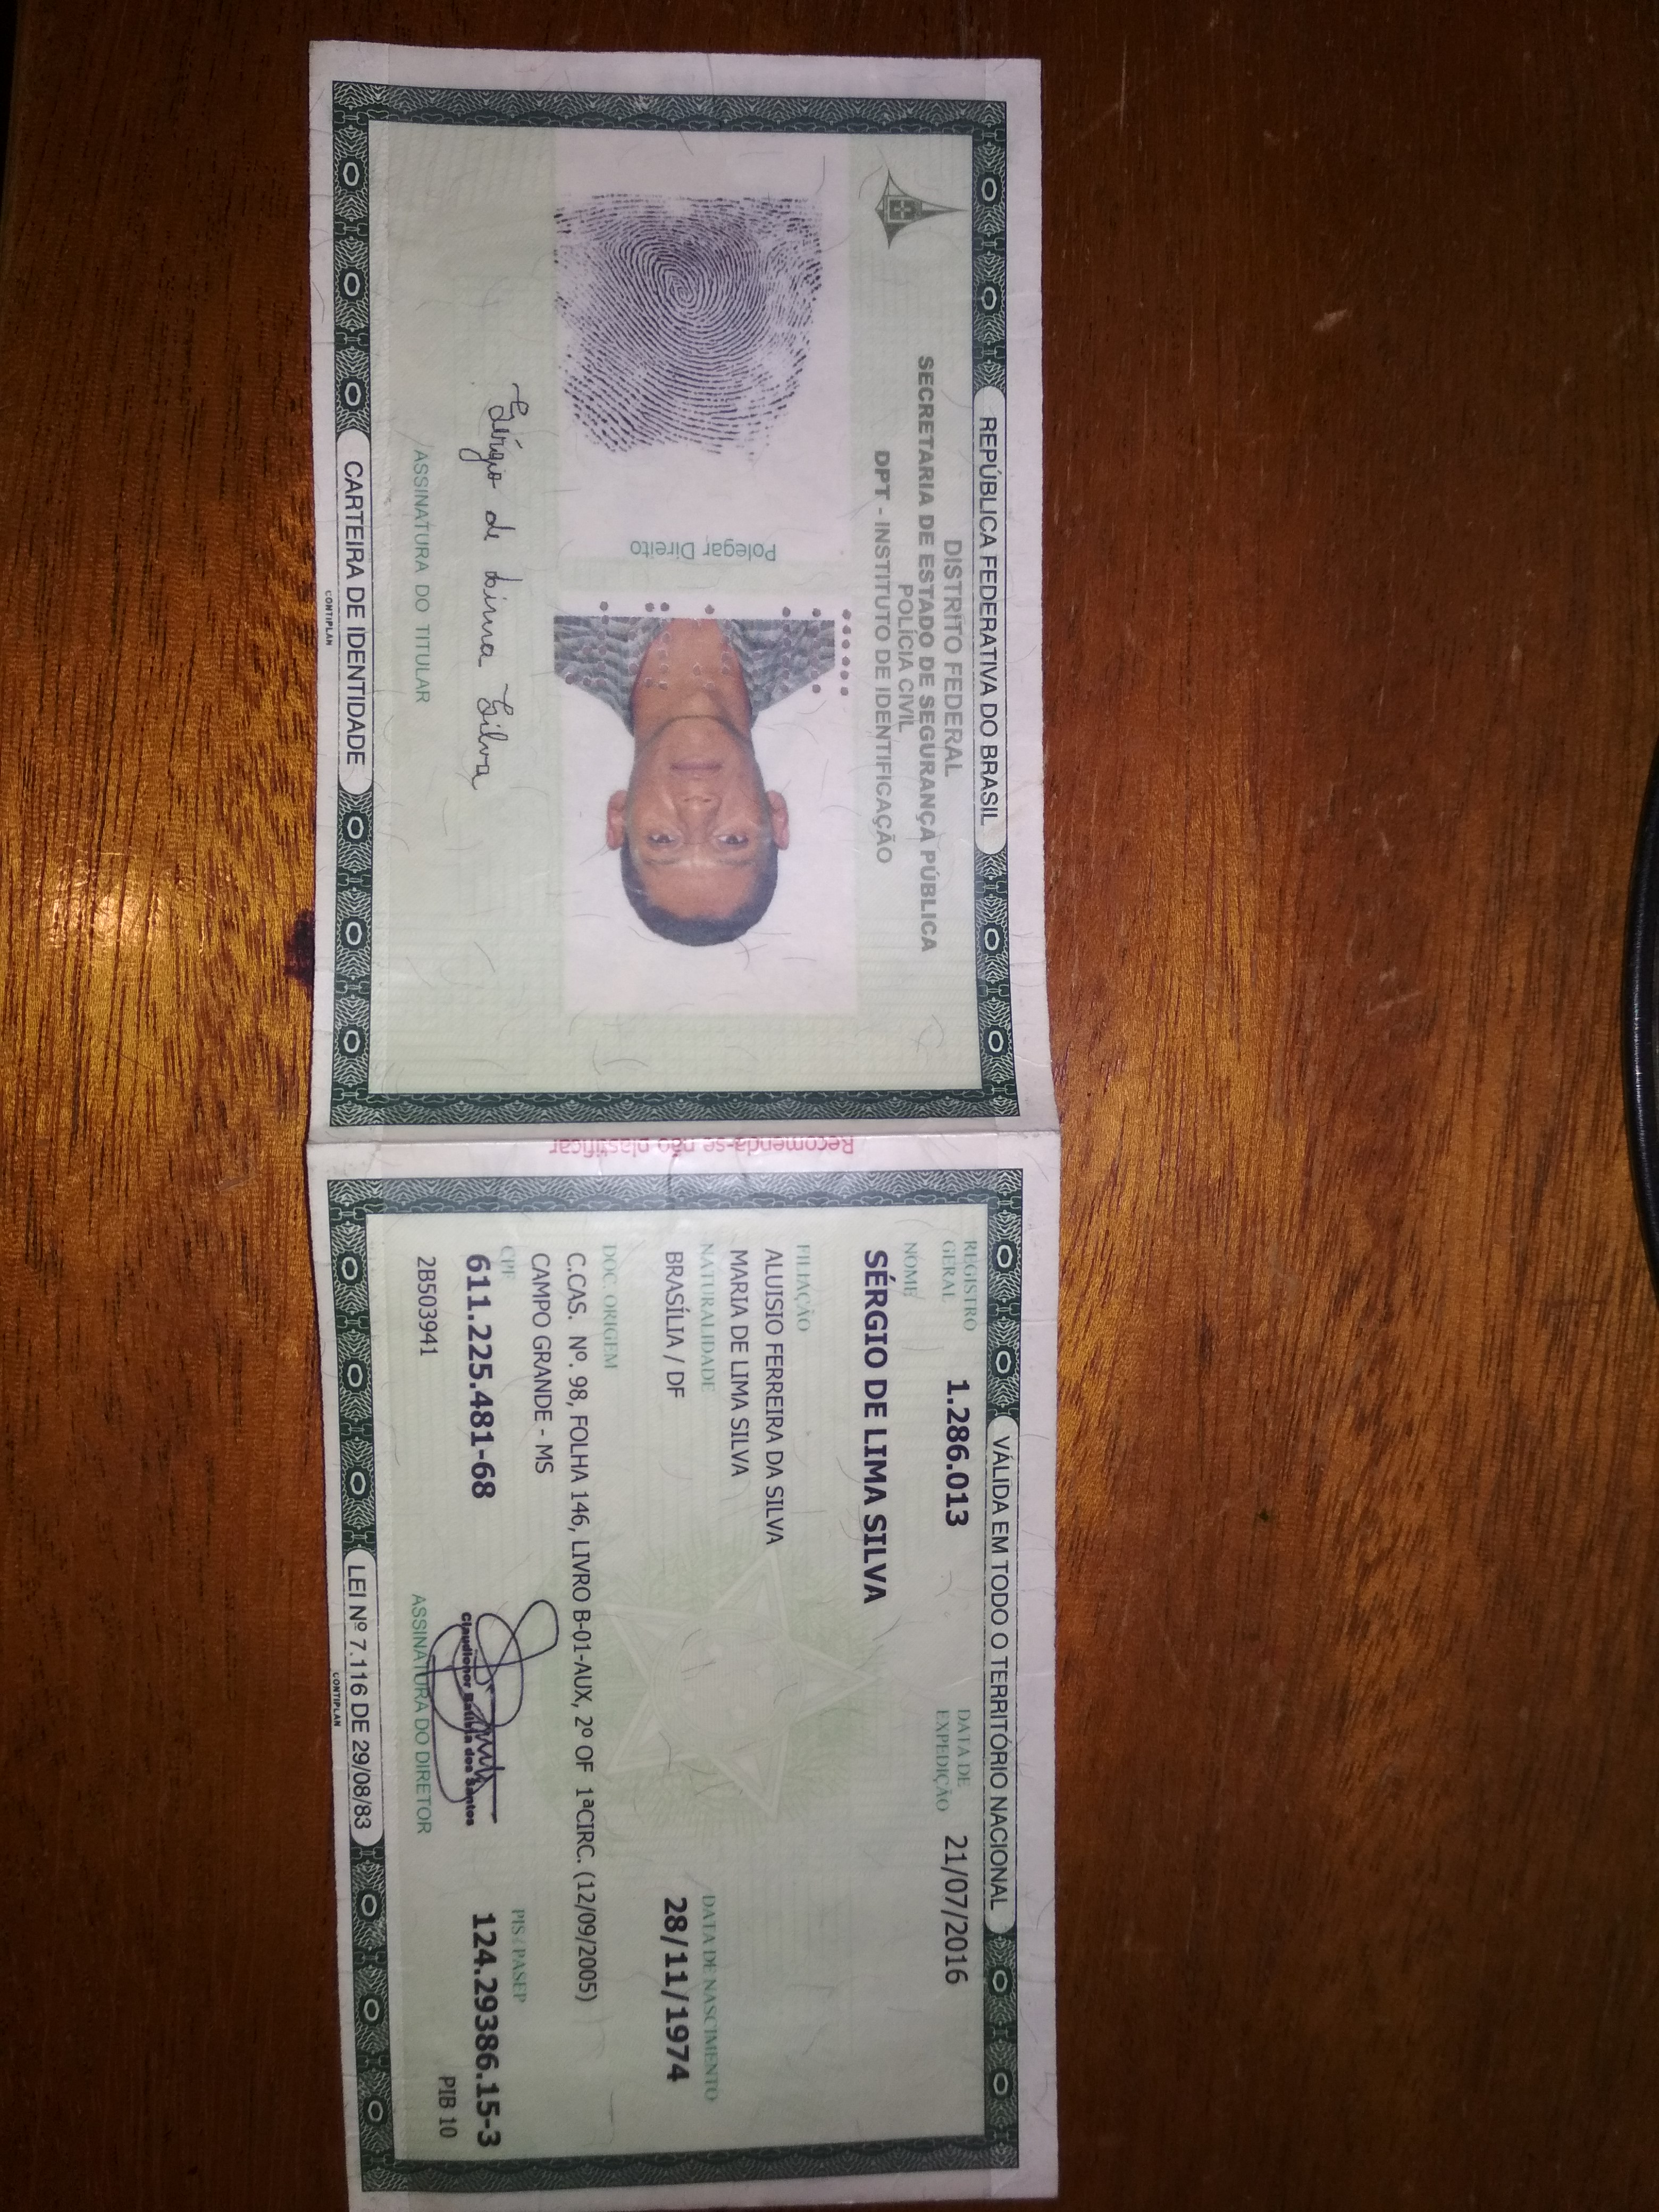 REPÚBLICA FEDERATIVA DO BRASIL
DISTRITO FEDERAL
SECRETARIA DE ESTADO DE SEGURANÇA PÚBLICA
POLÍCIA CIVIL
DPT - INSTITUTO DE IDENTIFICAÇÃO
Polegar Direito
Sérgio de Lima Silva
ASSINATURA DO TITULAR
CARTEIRA DE IDENTIDADE
CONTIPLAN
Recomenda-se não plastificar
VÁLIDA EM TODO O TERRITÓRIO NACIONAL
REGISTRO GERAL 1.286.013 DATA DE EXPEDIÇÃO 21/07/2016
NOME
SÉRGIO DE LIMA SILVA
FILIAÇÃO
ALUISIO FERREIRA DA SILVA
MARIA DE LIMA SILVA
NATURALIDADE DATA DE NASCIMENTO
BRASÍLIA / DF 28/11/1974
DOC. ORIGEM
C.CAS. Nº. 98, FOLHA 146, LIVRO B-01-AUX, 2º OF 1ªCIRC. (12/09/2005)
CAMPO GRANDE - MS
CPF PIS / PASEP
611.225.481-68 124.29386.15-3
Claudionor Batista dos Santos
2B503941 PIB 10
ASSINATURA DO DIRETOR
LEI Nº 7.116 DE 29/08/83
CONTIPLAN